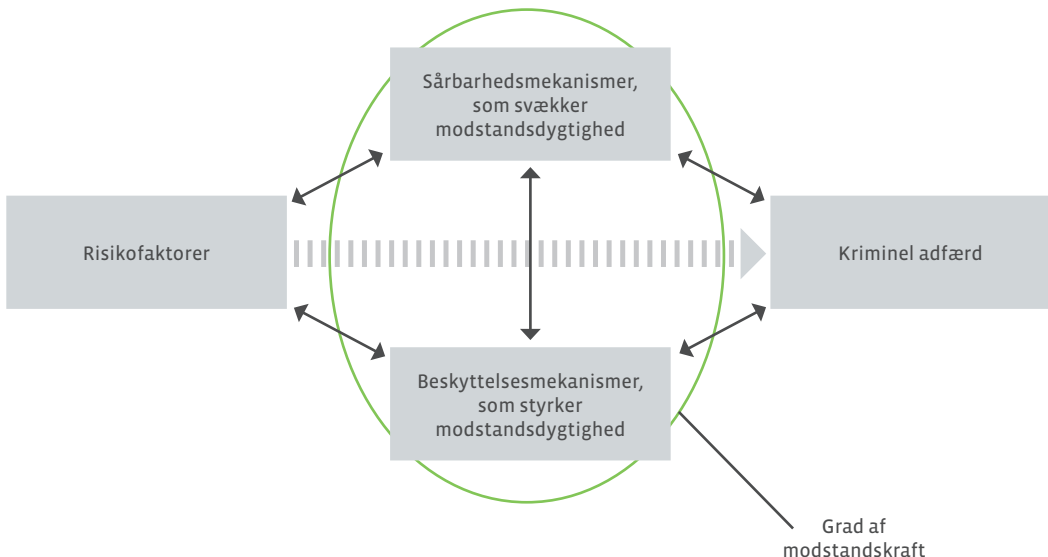 Sårbarhedsmekanismer,
som svækker
modstandsdygtighed
Risikofaktorer
Kriminel adfærd
Beskyttelsesmekanismer,
som styrker
modstandsdygtighed
Grad af
modstandskraft